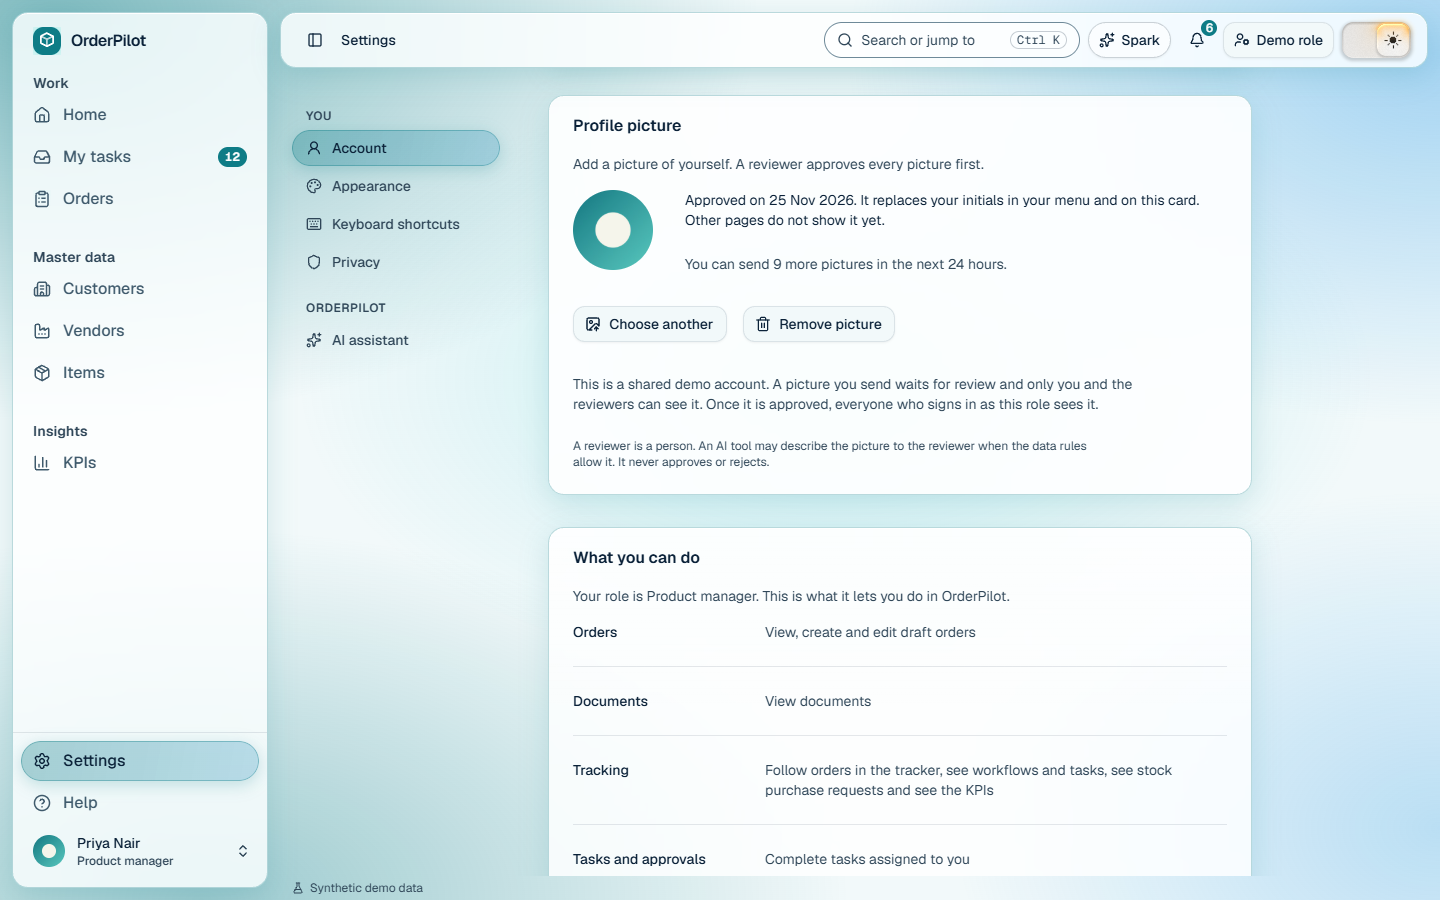 OrderPilot
Work
Home
My tasks
12
Orders
Master data
Customers
Vendors
Items
Insights
KPIs
Settings
Help
Priya Nair
Product manager
Settings
Search or jump to
Ctrl K
Spark
6
Demo role
YOU
Account
Appearance
Keyboard shortcuts
Privacy
ORDERPILOT
AI assistant
Profile picture
Add a picture of yourself. A reviewer approves every picture first.
Approved on 25 Nov 2026. It replaces your initials in your menu and on this card.
Other pages do not show it yet.
You can send 9 more pictures in the next 24 hours.
Choose another
Remove picture
This is a shared demo account. A picture you send waits for review and only you and the
reviewers can see it. Once it is approved, everyone who signs in as this role sees it.
A reviewer is a person. An AI tool may describe the picture to the reviewer when the data rules
allow it. It never approves or rejects.
What you can do
Your role is Product manager. This is what it lets you do in OrderPilot.
Orders
View, create and edit draft orders
Documents
View documents
Tracking
Follow orders in the tracker, see workflows and tasks, see stock
purchase requests and see the KPIs
Tasks and approvals
Complete tasks assigned to you
Synthetic demo data